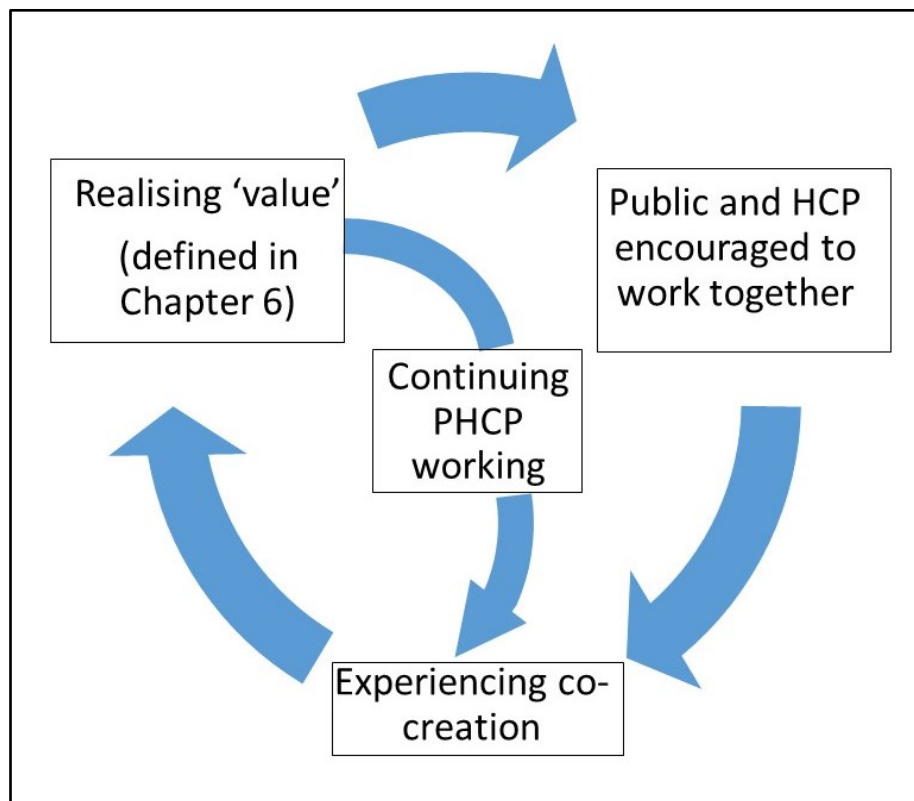 Realising ‘value’
(defined in
Chapter 6)
Public and HCP
encouraged to
work together
Continuing
PHCP
working
Experiencing co-
creation